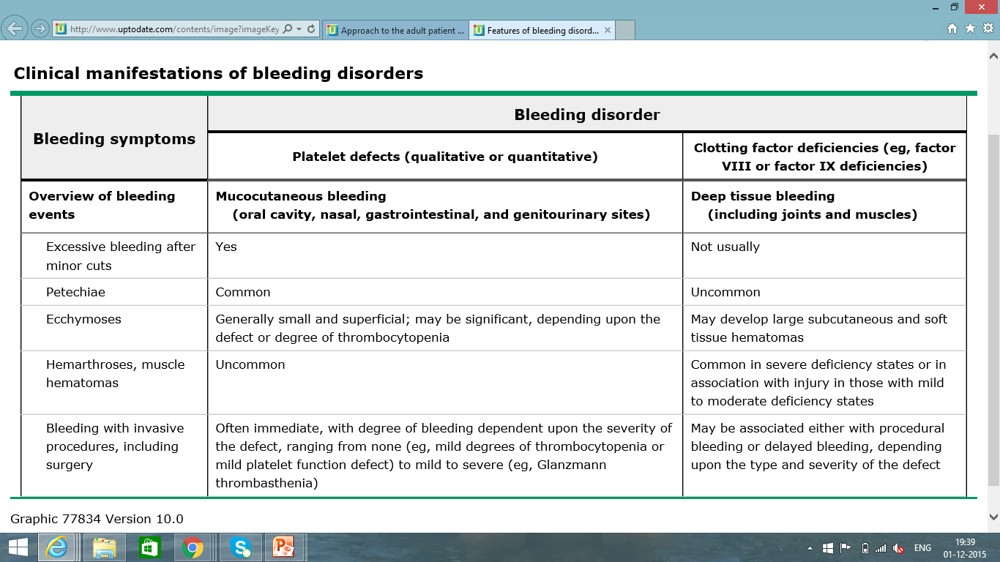 http://www.uptodate.com/contents/image?imageKey
Approach to the adult patient ...
Features of bleeding disord...
Clinical manifestations of bleeding disorders
Bleeding symptoms
Bleeding disorder
Platelet defects (qualitative or quantitative)
Clotting factor deficiencies (eg, factor
VIII or factor IX deficiencies)
Overview of bleeding
events
Mucocutaneous bleeding
(oral cavity, nasal, gastrointestinal, and genitourinary sites)
Deep tissue bleeding
(including joints and muscles)
Excessive bleeding after
minor cuts
Yes
Not usually
Petechiae
Common
Uncommon
Ecchymoses
Generally small and superficial; may be significant, depending upon the
defect or degree of thrombocytopenia
May develop large subcutaneous and soft
tissue hematomas
Hemarthroses, muscle
hematomas
Uncommon
Common in severe deficiency states or in
association with injury in those with mild
to moderate deficiency states
Bleeding with invasive
procedures, including
surgery
Often immediate, with degree of bleeding dependent upon the severity of
the defect, ranging from none (eg, mild degrees of thrombocytopenia or
mild platelet function defect) to mild to severe (eg, Glanzmann
thrombasthenia)
May be associated either with procedural
bleeding or delayed bleeding, depending
upon the type and severity of the defect
Graphic 77834 Version 10.0
ENG
19:39
01-12-2015